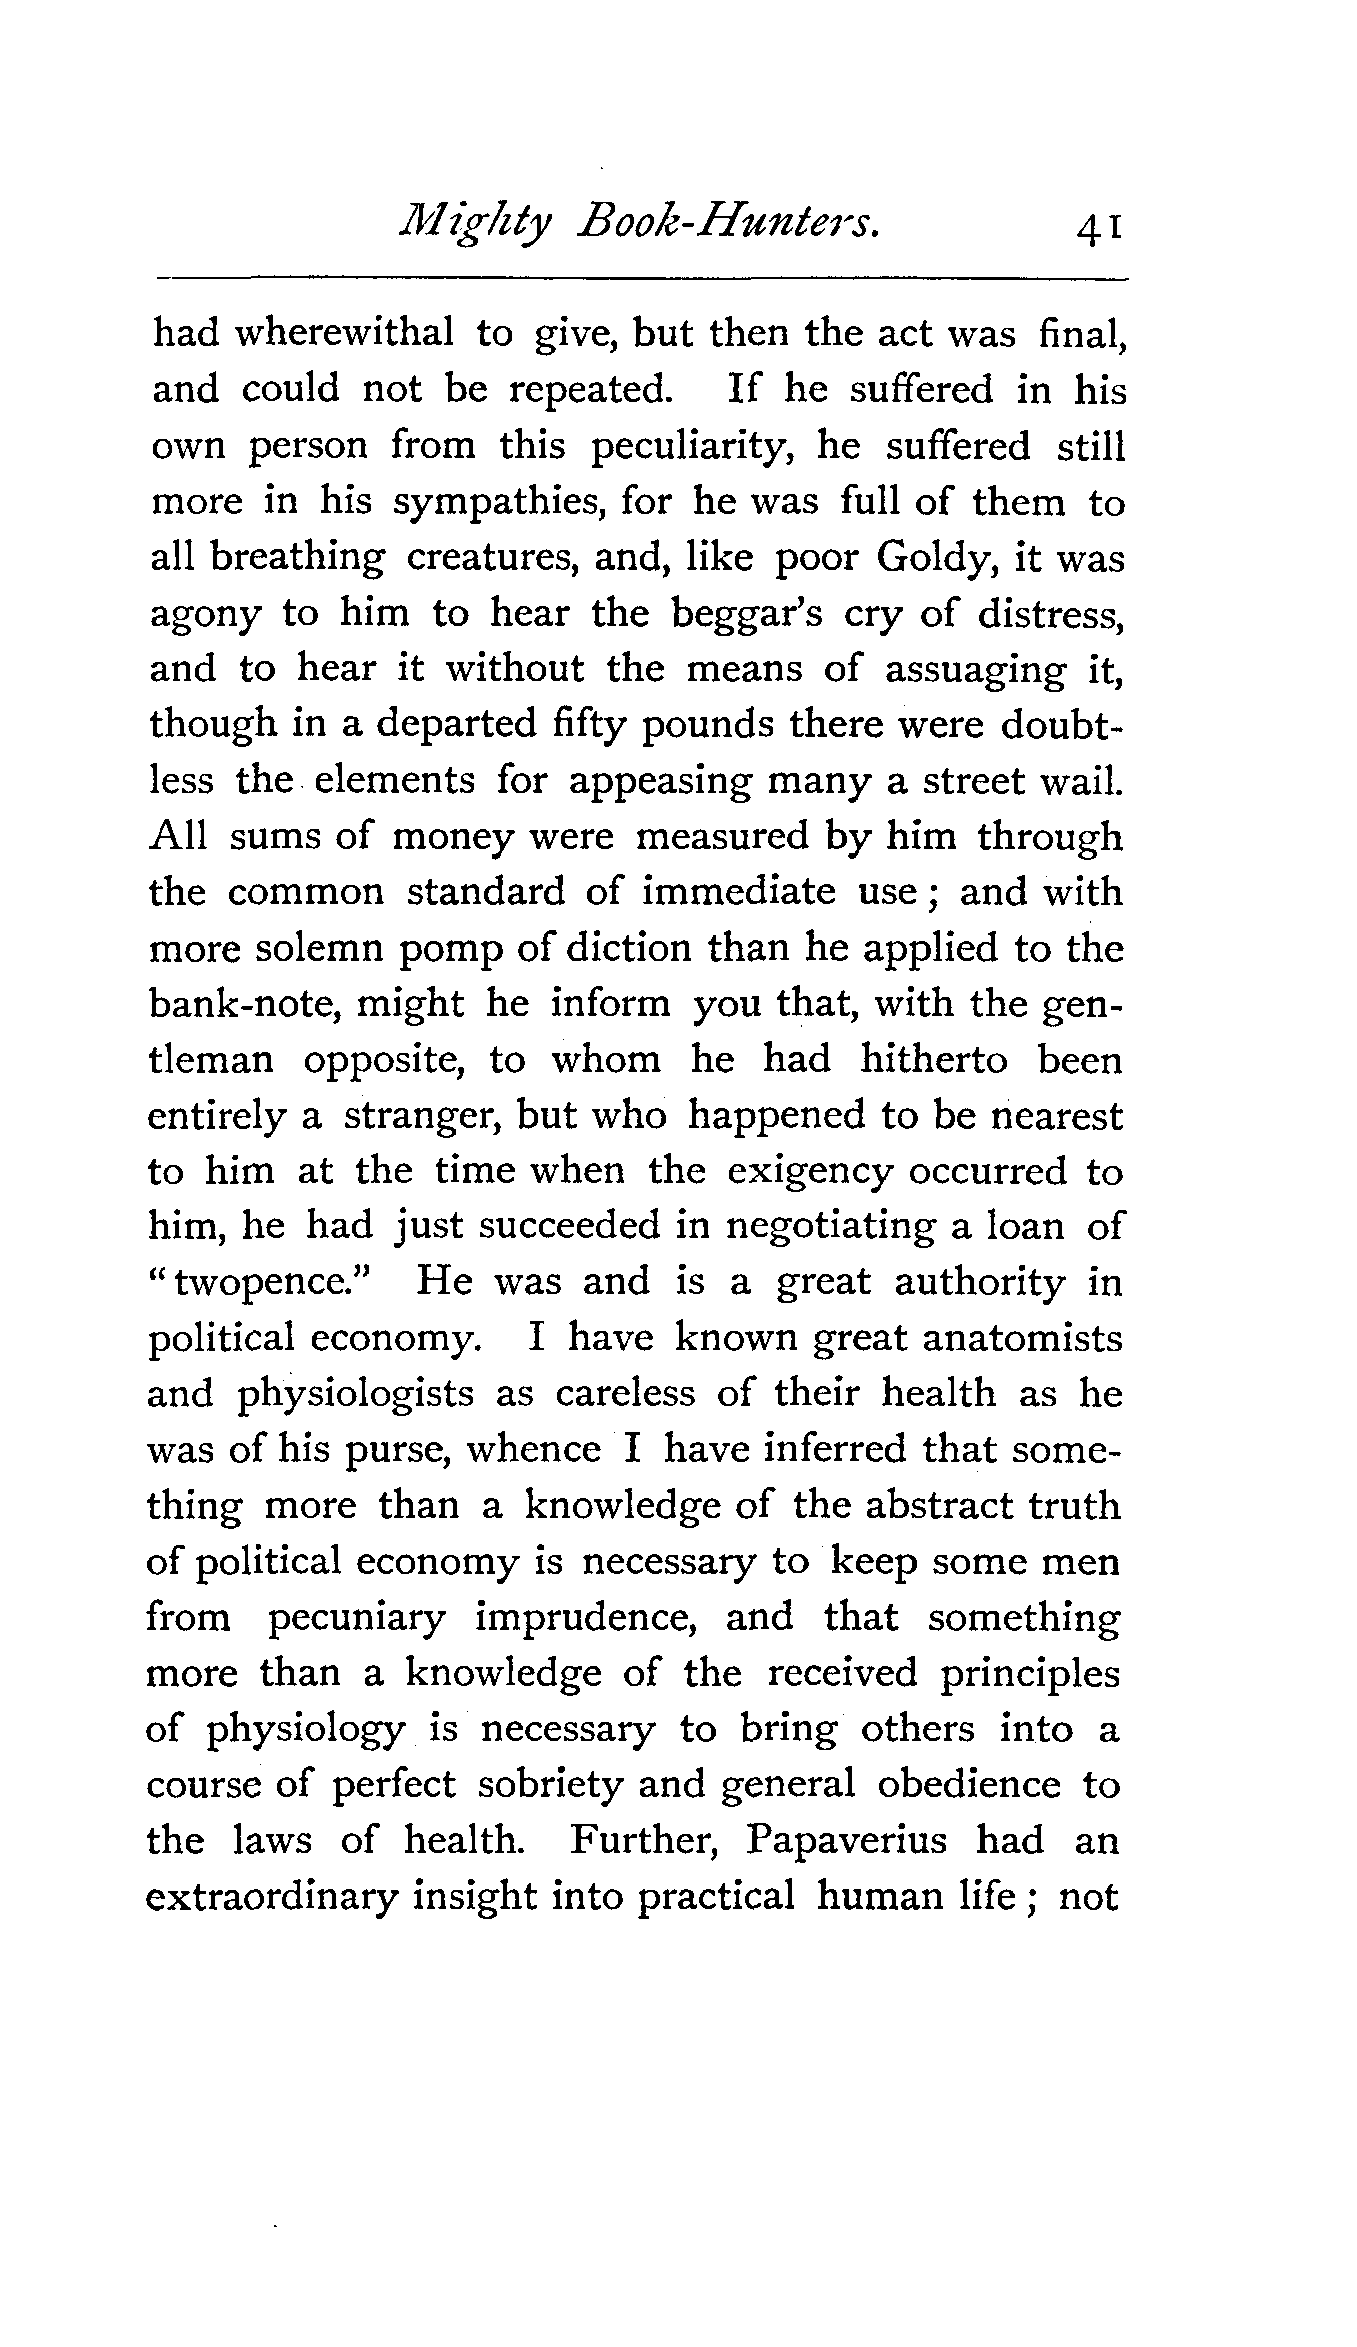 Mighty Book-Hunters. 41
had wherewithal to give, but then the act was final,
and could not be repeated. If he suffered in his
own person from this peculiarity, he suffered still
more in his sympathies, for he was full of them to
all breathing creatures, and, like poor Goldy, it was
agony to him to hear the beggar's cry of distress,
and to hear it without the means of assuaging it,
though in a departed fifty pounds there were doubt-
less the elements for appeasing many a street wail.
All sums of money were measured by him through
the common standard of immediate use ; and with
more solemn pomp of diction than he applied to the
bank-note, might he inform you that, with the gen-
tleman opposite, to whom he had hitherto been
entirely a stranger, but who happened to be nearest
to him at the time when the exigency occurred to
him, he had just succeeded in negotiating a loan of
"twopence." He was and is a great authority in
political economy. I have known great anatomists
and physiologists as careless of their health as he
was of his purse, whence I have inferred that some-
thing more than a knowledge of the abstract truth
of political economy is necessary to keep some men
from pecuniary imprudence, and that something
more than a knowledge of the received principles
of physiology is necessary to bring others into a
course of perfect sobriety and general obedience to
the laws of health. Further, Papaverius had an
extraordinary insight into practical human life ; not